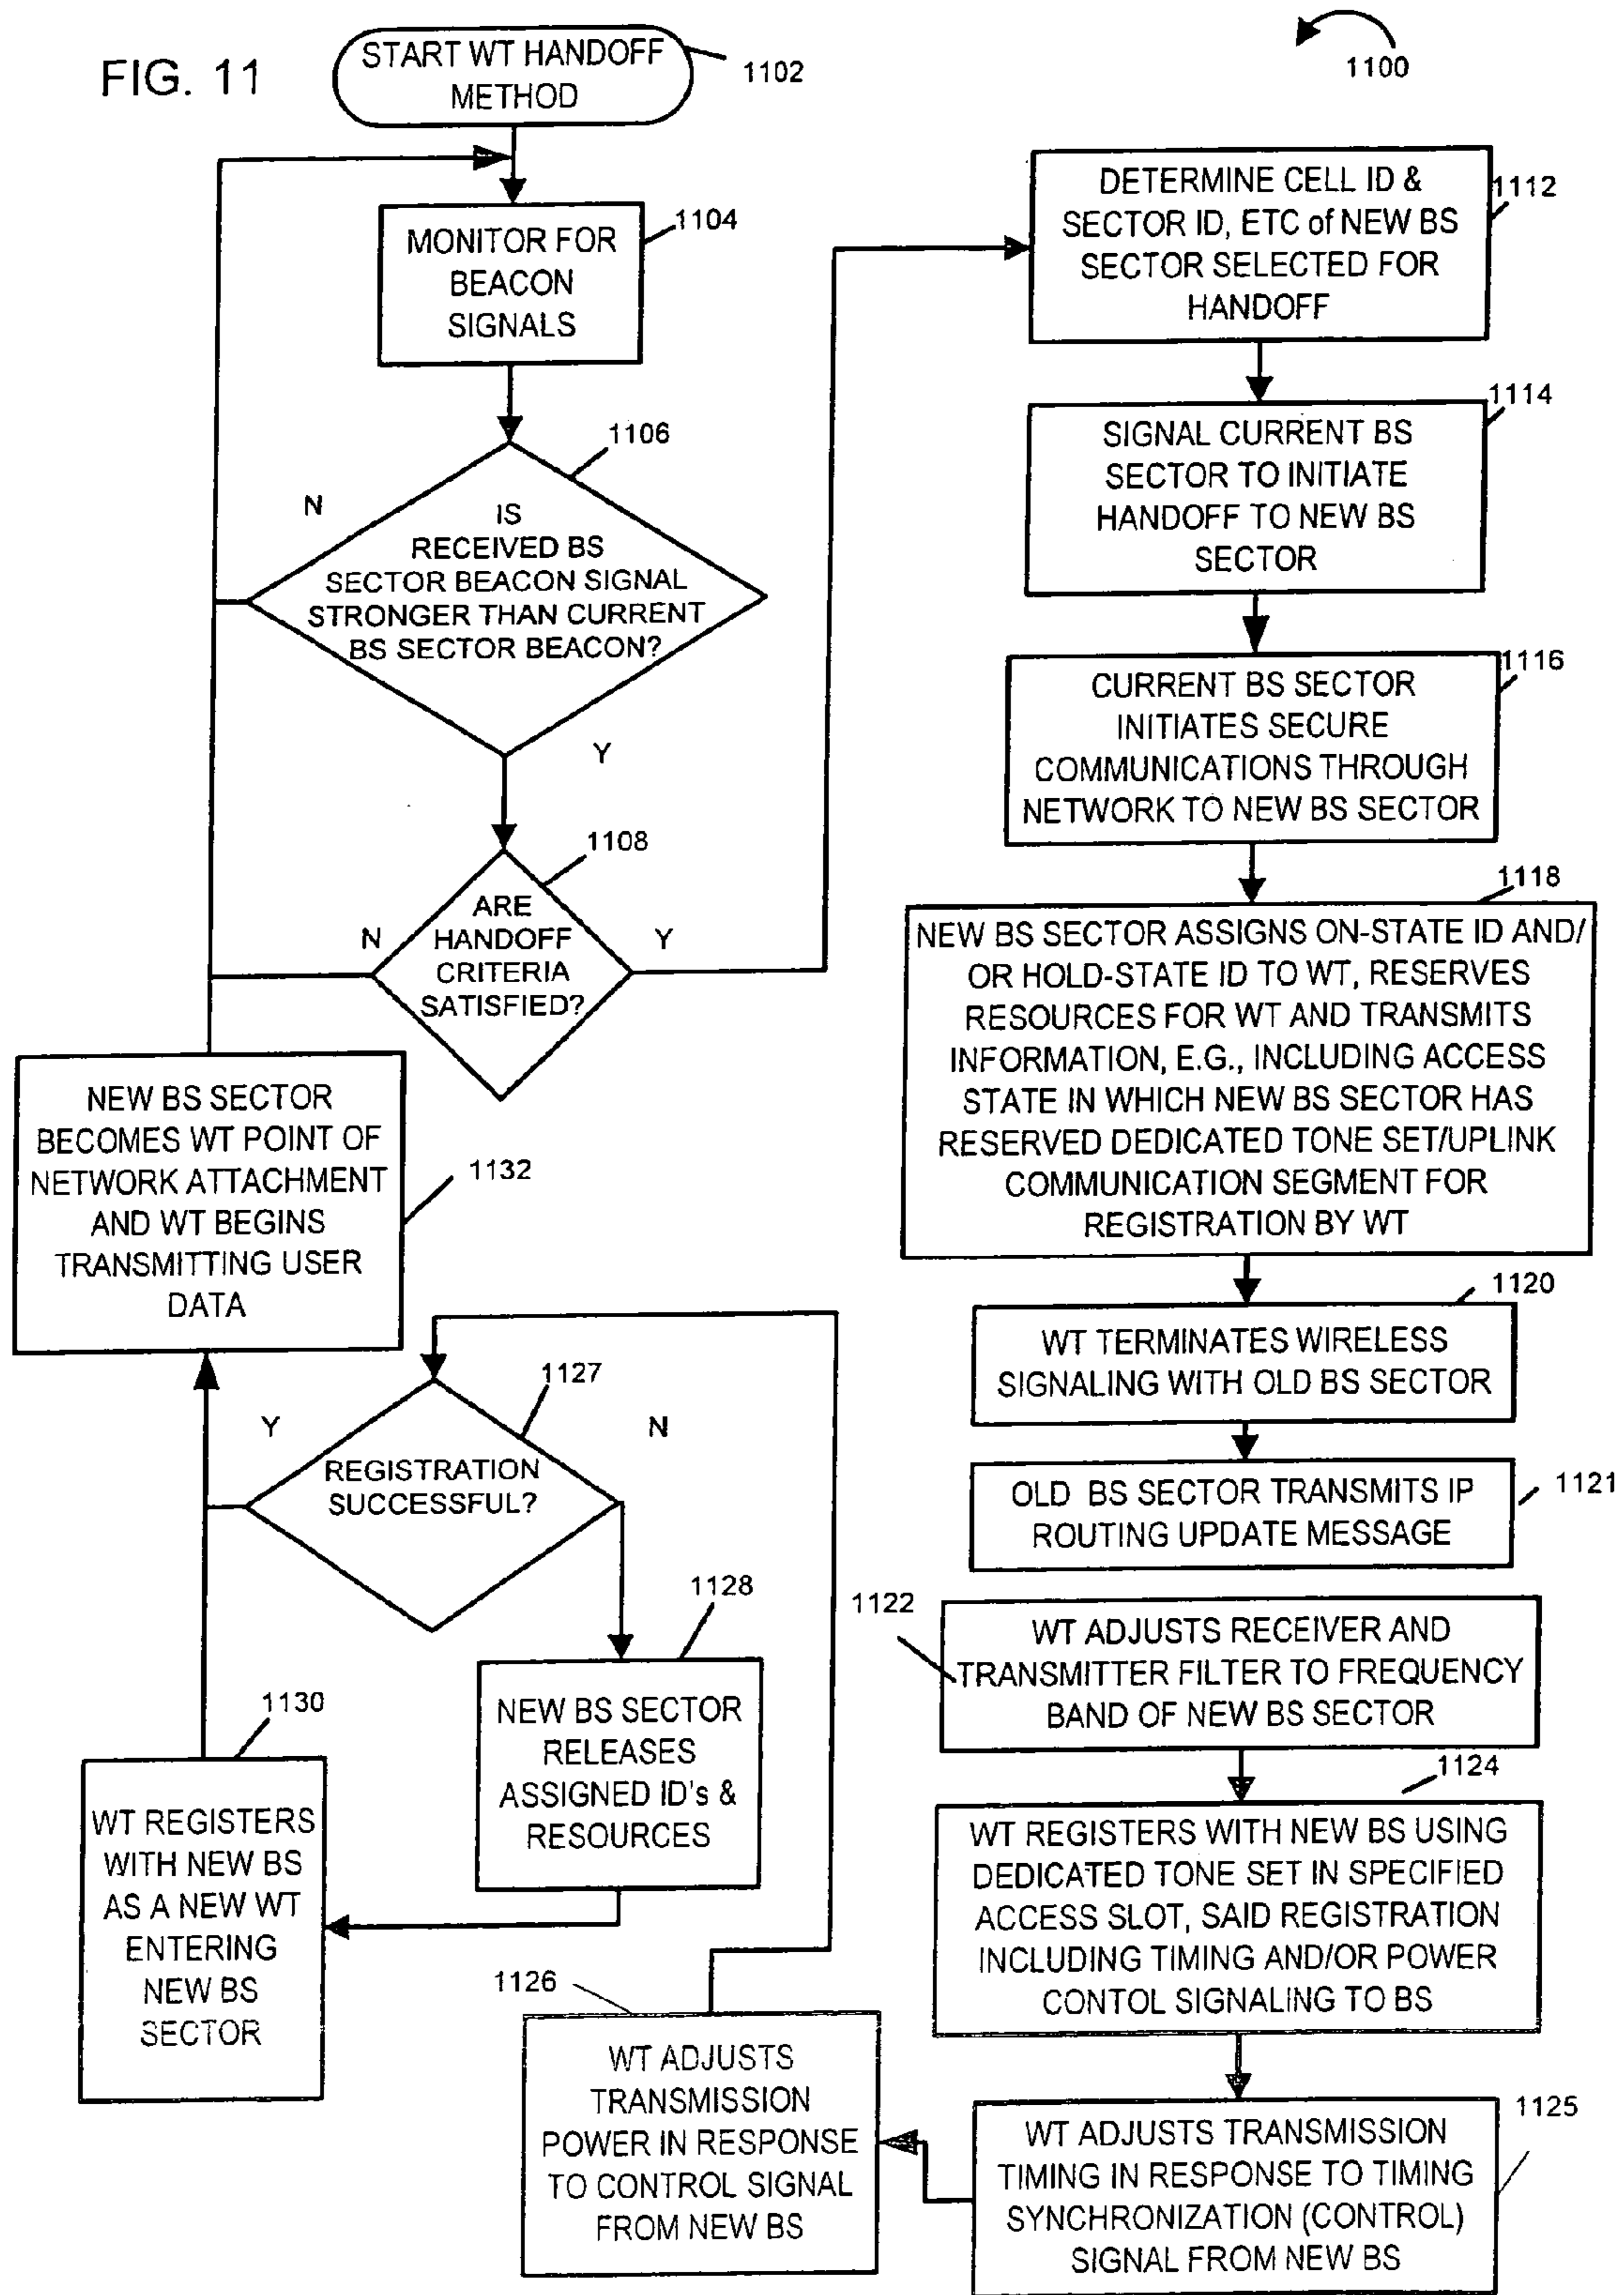 FIG. 11
START WT HANDOFF
METHOD
1102
1100
MONITOR FOR
BEACON
SIGNALS
1104
1106
N
IS
RECEIVED BS
SECTOR BEACON SIGNAL
STRONGER THAN CURRENT
BS SECTOR BEACON?
Y
1108
N
ARE
HANDOFF
CRITERIA
SATISFIED?
Y
DETERMINE CELL ID &
SECTOR ID, ETC of NEW BS
SECTOR SELECTED FOR
HANDOFF
1112
1114
SIGNAL CURRENT BS
SECTOR TO INITIATE
HANDOFF TO NEW BS
SECTOR
1116
CURRENT BS SECTOR
INITIATES SECURE
COMMUNICATIONS THROUGH
NETWORK TO NEW BS SECTOR
1118
NEW BS SECTOR ASSIGNS ON-STATE ID AND/
OR HOLD-STATE ID TO WT, RESERVES
RESOURCES FOR WT AND TRANSMITS
INFORMATION, E.G., INCLUDING ACCESS
STATE IN WHICH NEW BS SECTOR HAS
RESERVED DEDICATED TONE SET/UPLINK
COMMUNICATION SEGMENT FOR
REGISTRATION BY WT
1120
WT TERMINATES WIRELESS
SIGNALING WITH OLD BS SECTOR
OLD BS SECTOR TRANSMITS IP
ROUTING UPDATE MESSAGE
1121
1122
WT ADJUSTS RECEIVER AND
TRANSMITTER FILTER TO FREQUENCY
BAND OF NEW BS SECTOR
1124
WT REGISTERS WITH NEW BS USING
DEDICATED TONE SET IN SPECIFIED
ACCESS SLOT, SAID REGISTRATION
INCLUDING TIMING AND/OR POWER
CONTOL SIGNALING TO BS
1125
WT ADJUSTS TRANSMISSION
TIMING IN RESPONSE TO TIMING
SYNCHRONIZATION (CONTROL)
SIGNAL FROM NEW BS
1126
WT ADJUSTS
TRANSMISSION
POWER IN RESPONSE
TO CONTROL SIGNAL
FROM NEW BS
1127
Y
N
REGISTRATION
SUCCESSFUL?
1128
NEW BS SECTOR
RELEASES
ASSIGNED ID's &
RESOURCES
1130
WT REGISTERS
WITH NEW BS
AS A NEW WT
ENTERING
NEW BS
SECTOR
NEW BS SECTOR
BECOMES WT POINT OF
NETWORK ATTACHMENT
AND WT BEGINS
TRANSMITTING USER
DATA
1132